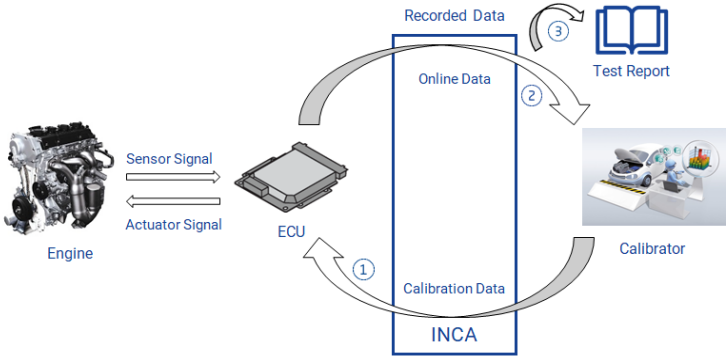 Recorded Data
3
Test Report
Online Data
2
Sensor Signal
Actuator Signal
Engine
ECU
Calibrator
1
Calibration Data
INCA